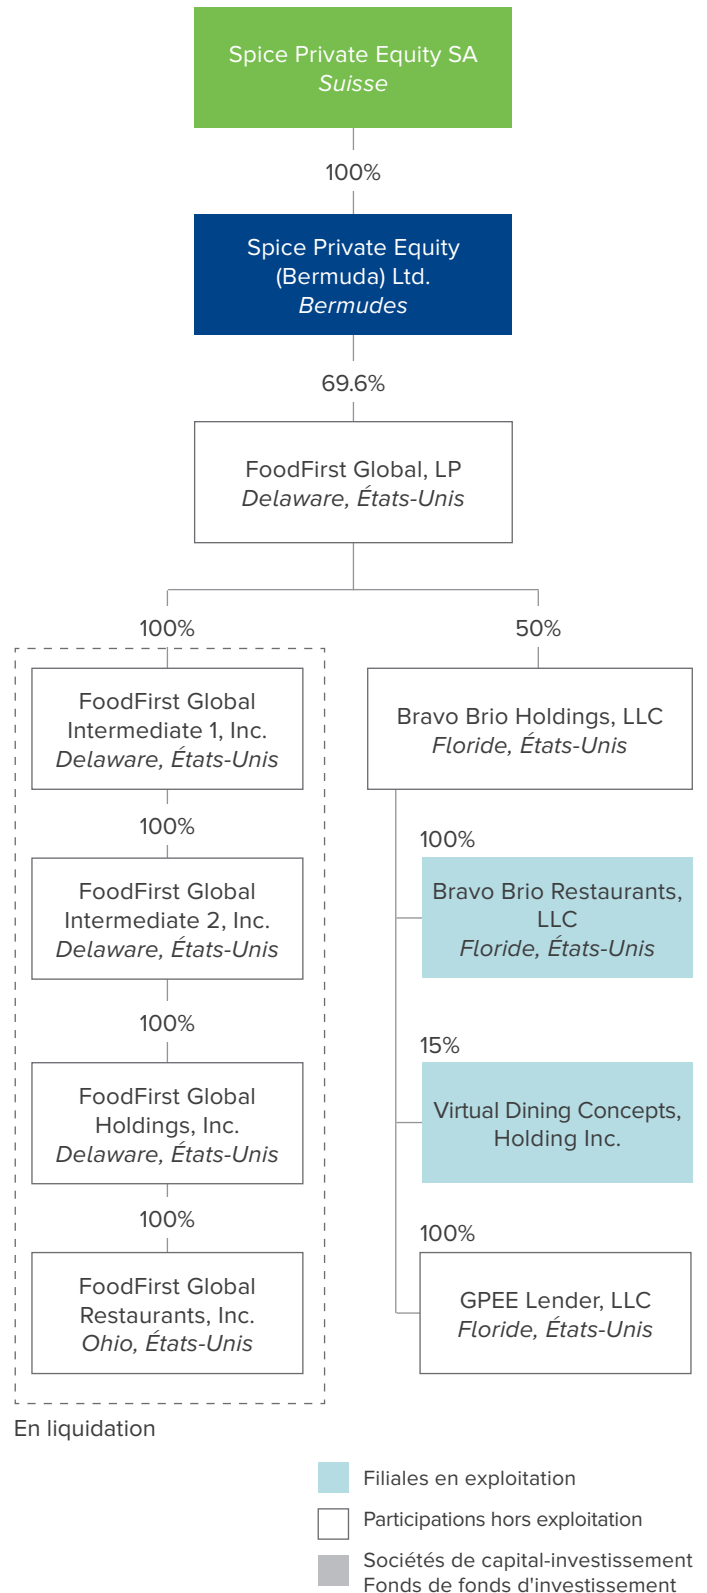 Spice Private Equity SA
Suisse
100%
Spice Private Equity
(Bermuda) Ltd.
Bermudes
69.6%
FoodFirst Global, LP
Delaware, États-Unis
100%
FoodFirst Global
Intermediate 1, Inc.
Delaware, États-Unis
100%
FoodFirst Global
Intermediate 2, Inc.
Delaware, États-Unis
100%
FoodFirst Global
Holdings, Inc.
Delaware, États-Unis
100%
FoodFirst Global
Restaurants, Inc.
Ohio, États-Unis
En liquidation
50%
Bravo Brio Holdings, LLC
Floride, États-Unis
100%
Bravo Brio Restaurants,
LLC
Floride, États-Unis
15%
Virtual Dining Concepts,
Holding Inc.
100%
GPEE Lender, LLC
Floride, États-Unis
Filiales en exploitation
Participations hors exploitation
Sociétés de capital-investissement
Fonds de fonds d'investissement